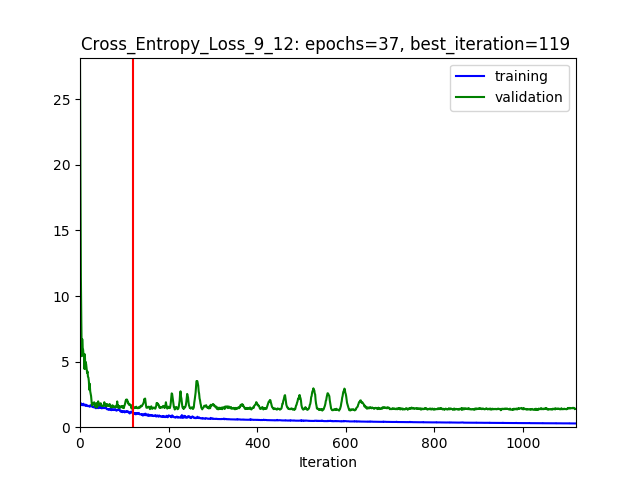 Cross_Entropy_Loss_9_12: epochs=37, best_iteration=119
training
validation
25
20
15
10
5
0
0 200 400 600 800 1000
Iteration